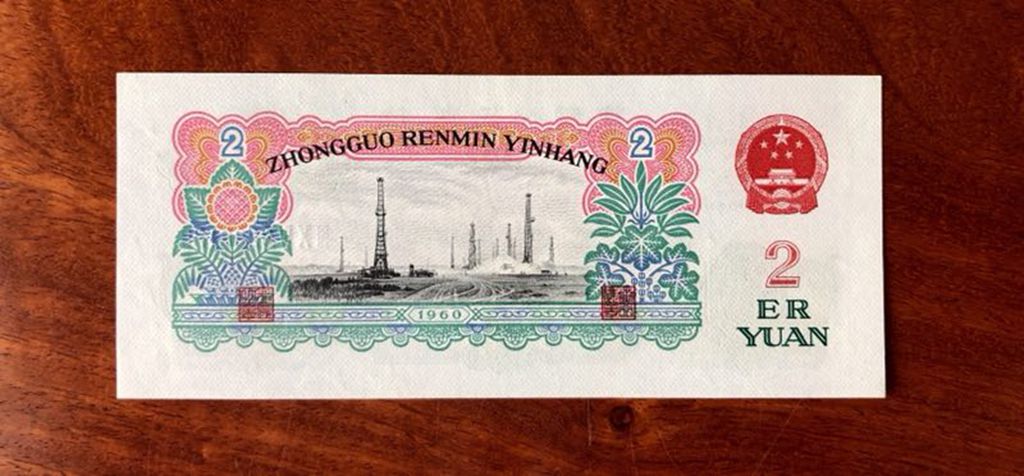 2
2
ZHONGGUO RENMIN YINHANG
1960
2
ER
YUAN